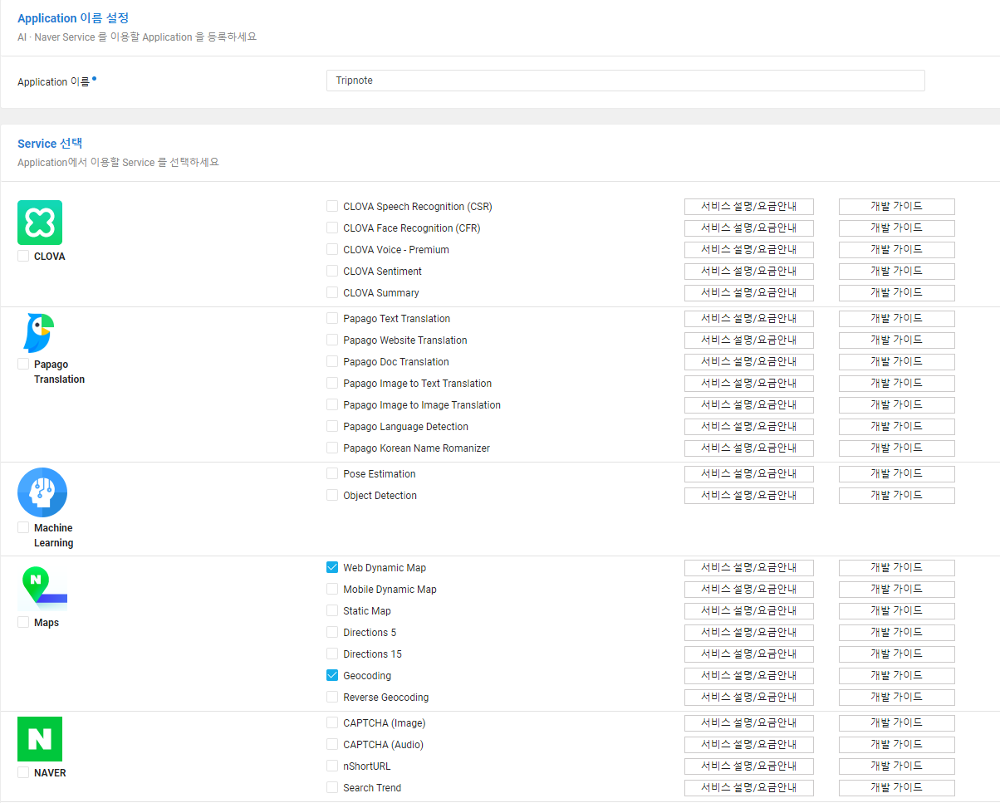 Application 이름 설정
AI · Naver Service 를 이용할 Application 을 등록하세요
Application 이름
Tripnote
Service 선택
Application에서 이용할 Service 를 선택하세요
CLOVA
CLOVA Speech Recognition (CSR) 서비스 설명/요금안내 개발 가이드
CLOVA Face Recognition (CFR) 서비스 설명/요금안내 개발 가이드
CLOVA Voice - Premium 서비스 설명/요금안내 개발 가이드
CLOVA Sentiment 서비스 설명/요금안내 개발 가이드
CLOVA Summary 서비스 설명/요금안내 개발 가이드
Papago
Translation
Papago Text Translation 서비스 설명/요금안내 개발 가이드
Papago Website Translation 서비스 설명/요금안내 개발 가이드
Papago Doc Translation 서비스 설명/요금안내 개발 가이드
Papago Image to Text Translation 서비스 설명/요금안내 개발 가이드
Papago Image to Image Translation 서비스 설명/요금안내 개발 가이드
Papago Language Detection 서비스 설명/요금안내 개발 가이드
Papago Korean Name Romanizer 서비스 설명/요금안내 개발 가이드
Machine
Learning
Pose Estimation 서비스 설명/요금안내 개발 가이드
Object Detection 서비스 설명/요금안내 개발 가이드
N
Maps
Web Dynamic Map 서비스 설명/요금안내 개발 가이드
Mobile Dynamic Map 서비스 설명/요금안내 개발 가이드
Static Map 서비스 설명/요금안내 개발 가이드
Directions 5 서비스 설명/요금안내 개발 가이드
Directions 15 서비스 설명/요금안내 개발 가이드
Geocoding 서비스 설명/요금안내 개발 가이드
Reverse Geocoding 서비스 설명/요금안내 개발 가이드
N
NAVER
CAPTCHA (Image) 서비스 설명/요금안내 개발 가이드
CAPTCHA (Audio) 서비스 설명/요금안내 개발 가이드
nShortURL 서비스 설명/요금안내 개발 가이드
Search Trend 서비스 설명/요금안내 개발 가이드